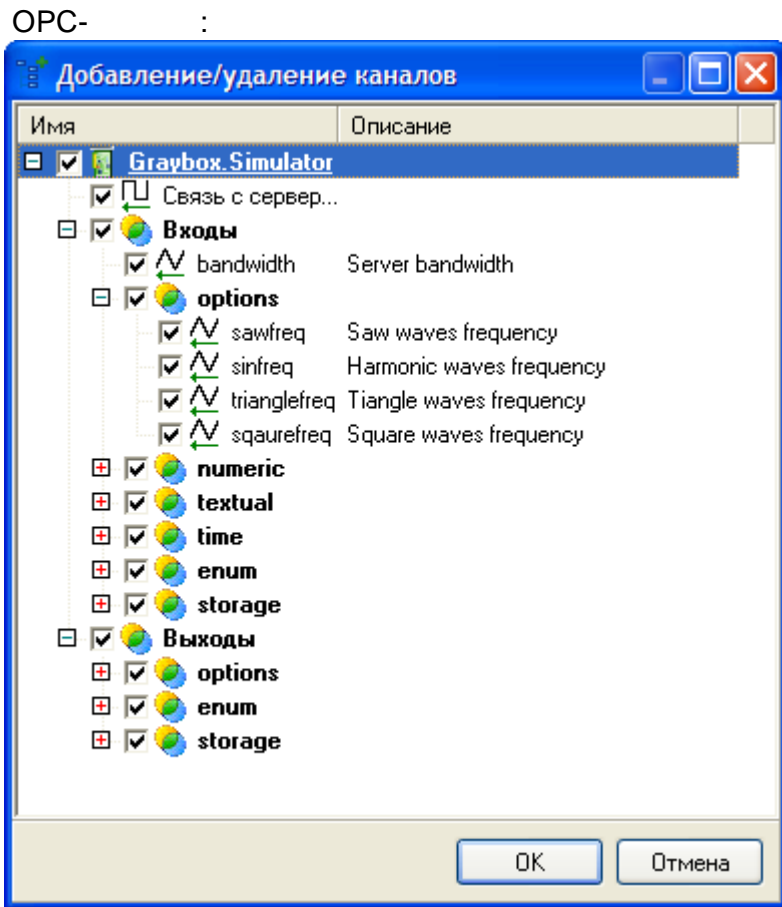 OPC- :
Добавление/удаление каналов
Имя Описание
Graybox.Simulator
Связь с сервер...
Входы
bandwidth Server bandwidth
options
sawfreq Saw waves frequency
sinfreq Harmonic waves frequency
trianglefreq Tiangle waves frequency
sqaurefreq Square waves frequency
numeric
textual
time
enum
storage
Выходы
options
enum
storage
OK Отмена